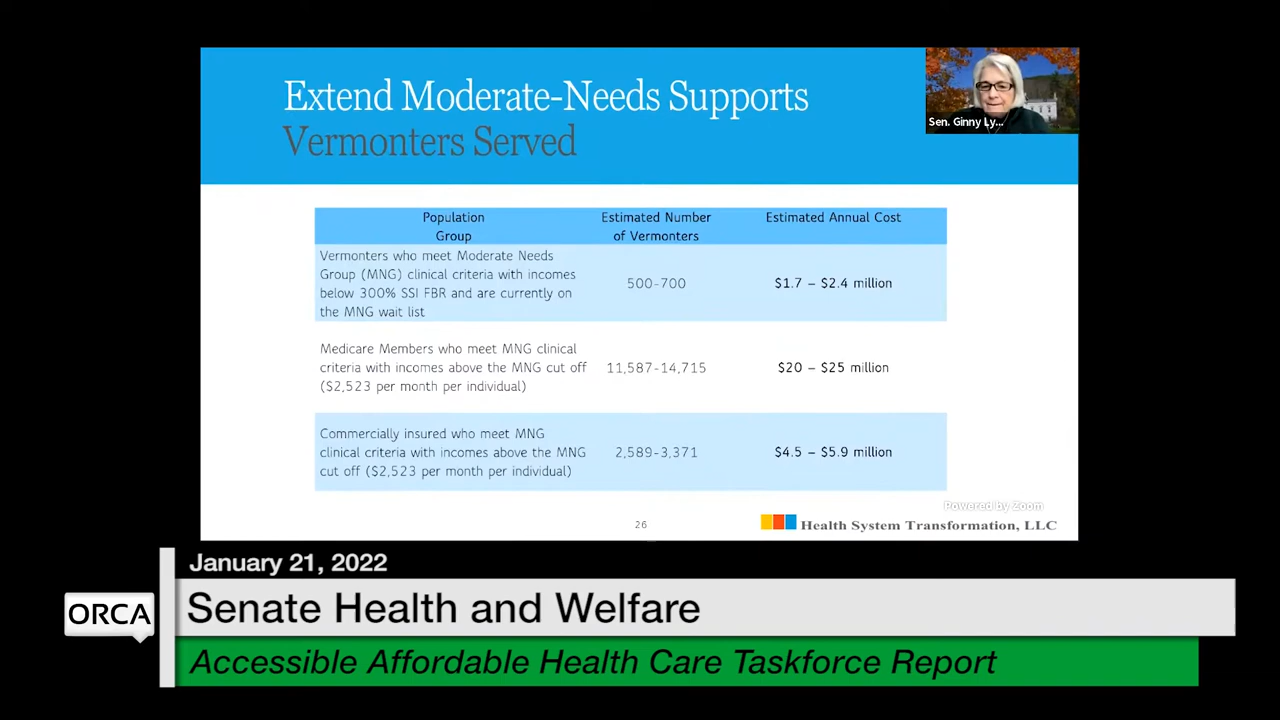 Extend Moderate-Needs Supports
Vermonters Served
Sen. Ginny Ly...
Population
Group
Estimated Number
of Vermonters
Estimated Annual Cost
Vermonters who meet Moderate Needs
Group (MNG) clinical criteria with incomes
below 300% SSI FBR and are currently on
the MNG wait list
500-700
$1.7 – $2.4 million
Medicare Members who meet MNG clinical
criteria with incomes above the MNG cut off
($2,523 per month per individual)
11,587-14,715
$20 – $25 million
Commercially insured who meet MNG
clinical criteria with incomes above the MNG
cut off ($2,523 per month per individual)
2,589-3,371
$4.5 – $5.9 million
Powered by Zoom
26
Health System Transformation, LLC
January 21, 2022
ORCA
Senate Health and Welfare
Accessible Affordable Health Care Taskforce Report